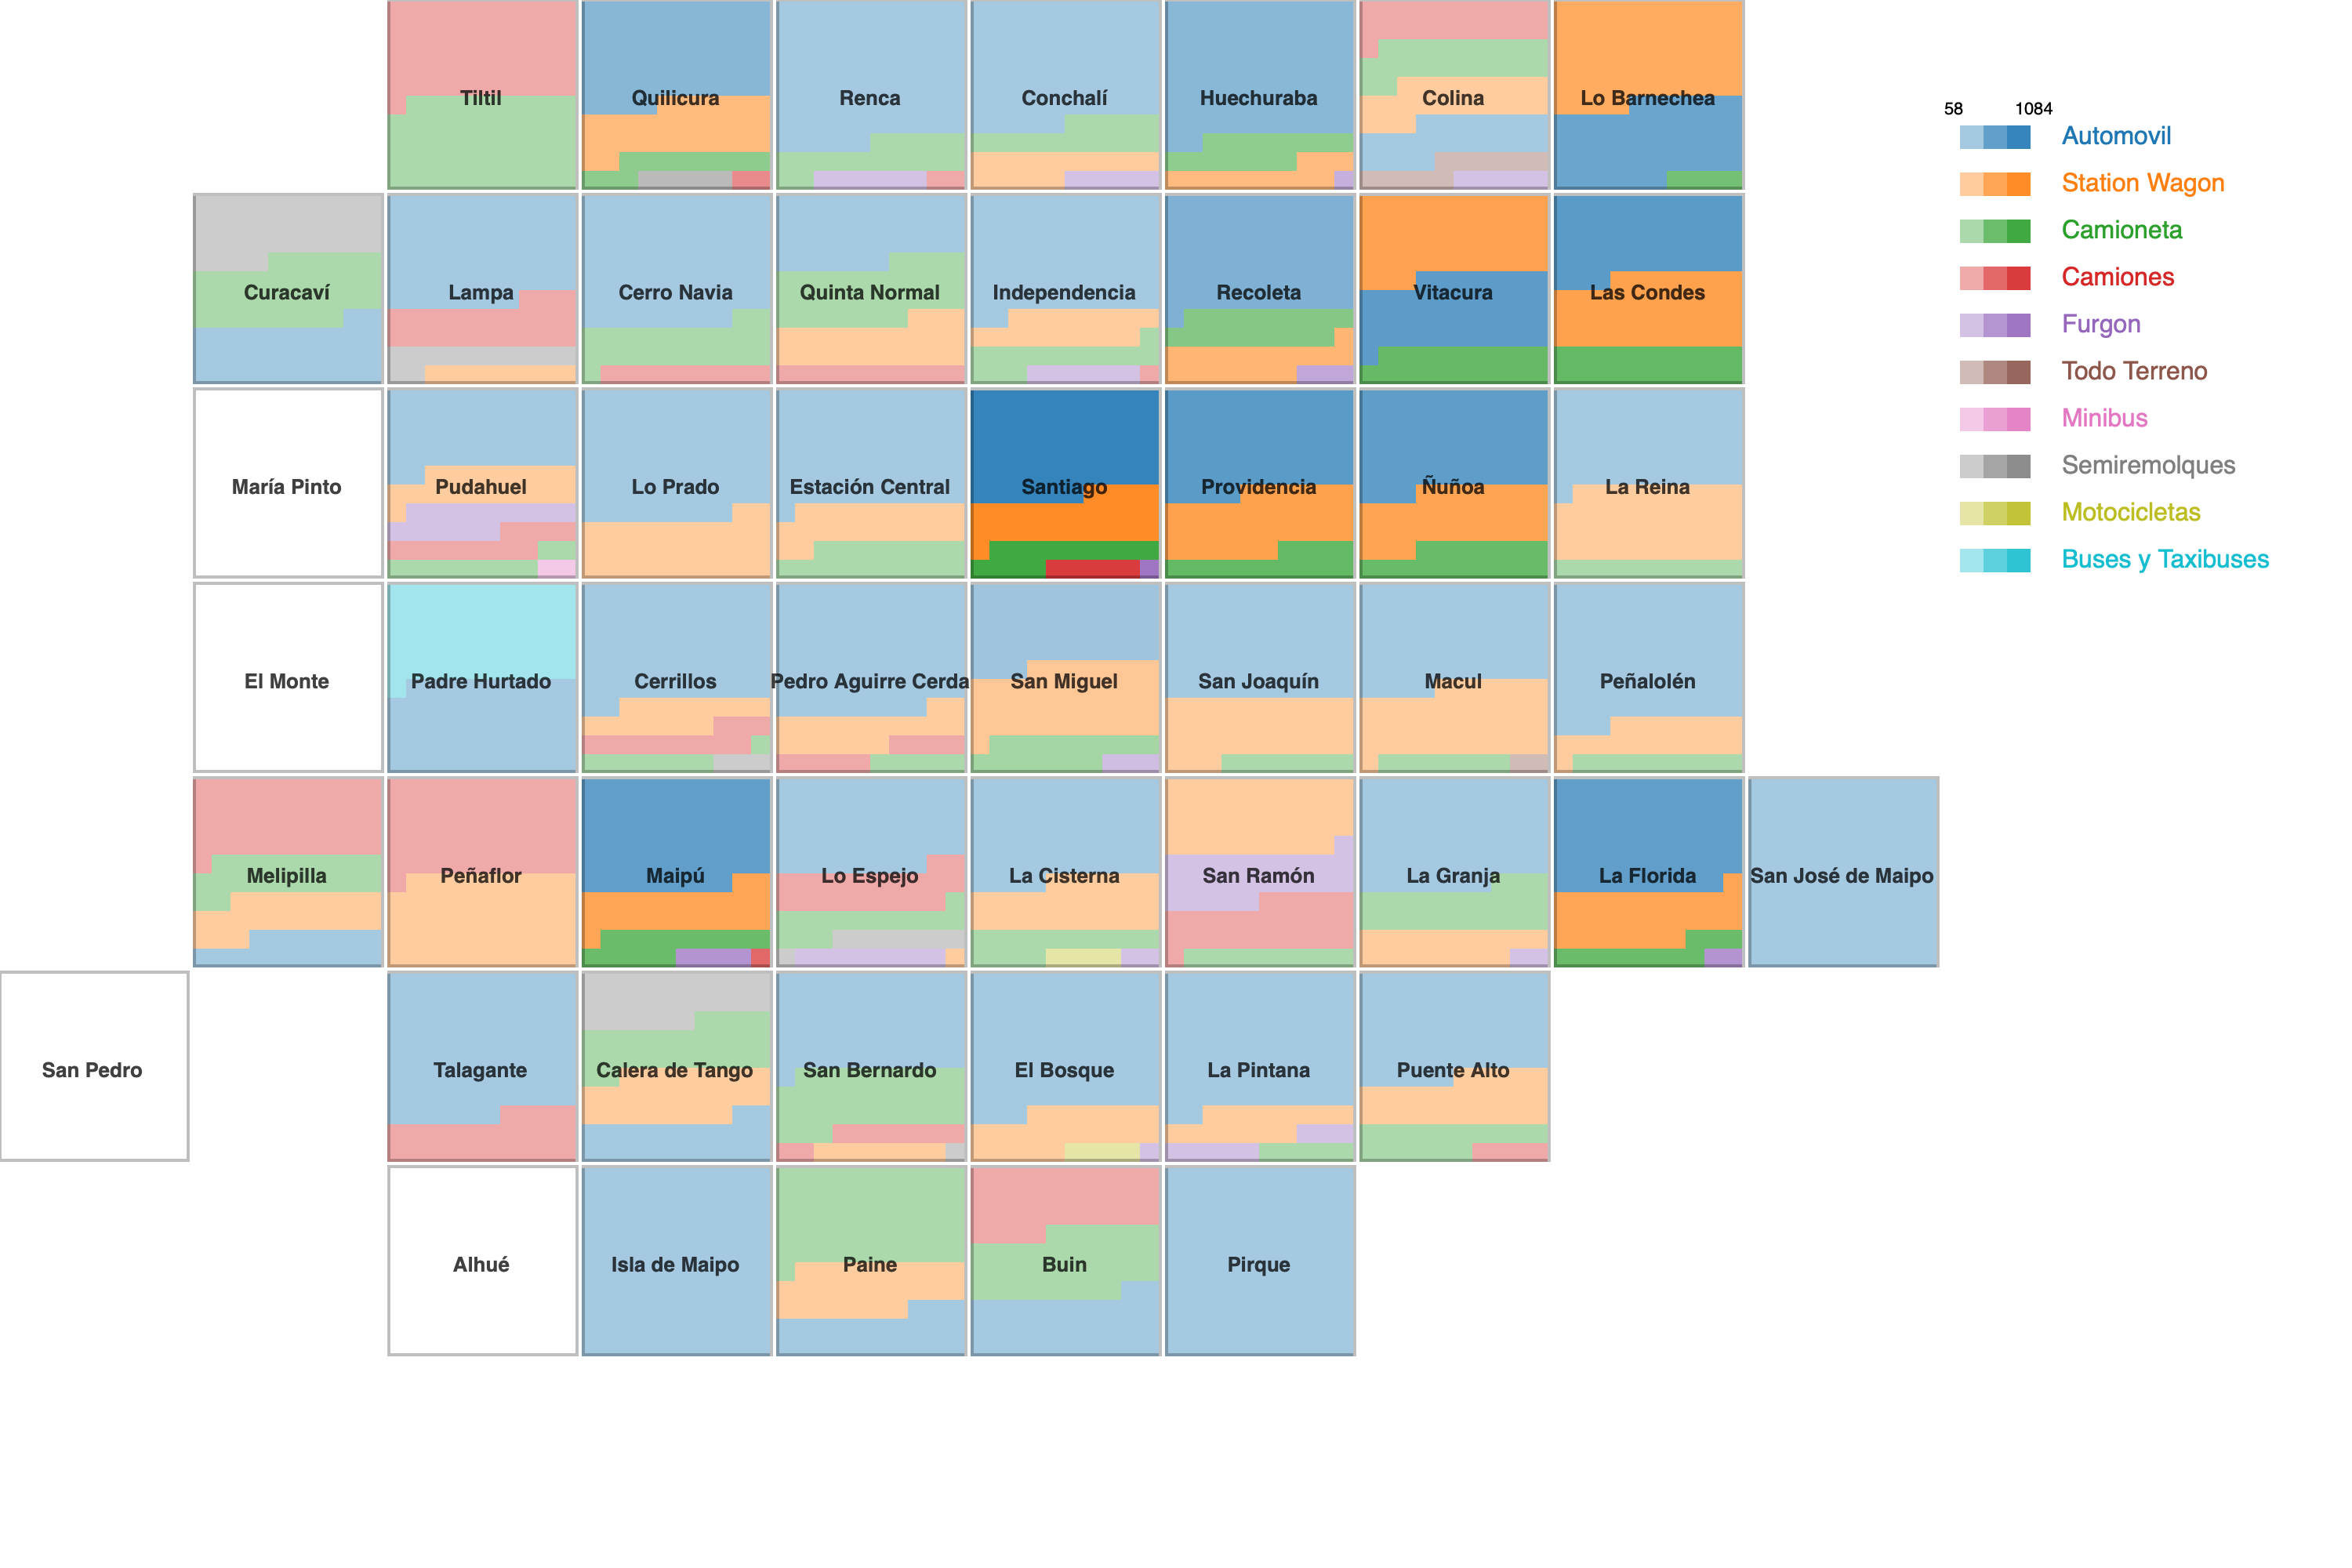 Tiltil
Quilicura
Renca
Conchalí
Huechuraba
Colina
Lo Barnechea
Curacaví
Lampa
Cerro Navia
Quinta Normal
Independencia
Recoleta
Vitacura
Las Condes
María Pinto
Pudahuel
Lo Prado
Estación Central
Santiago
Providencia
Ñuñoa
La Reina
El Monte
Padre Hurtado
Cerrillos
Pedro Aguirre Cerda
San Miguel
San Joaquín
Macul
Peñalolén
Melipilla
Peñaflor
Maipú
Lo Espejo
La Cisterna
San Ramón
La Granja
La Florida
San José de Maipo
San Pedro
Talagante
Calera de Tango
San Bernardo
El Bosque
La Pintana
Puente Alto
Alhué
Isla de Maipo
Paine
Buin
Pirque
58 1084
Automovil
Station Wagon
Camioneta
Camiones
Furgon
Todo Terreno
Minibus
Semiremolques
Motocicletas
Buses y Taxibuses